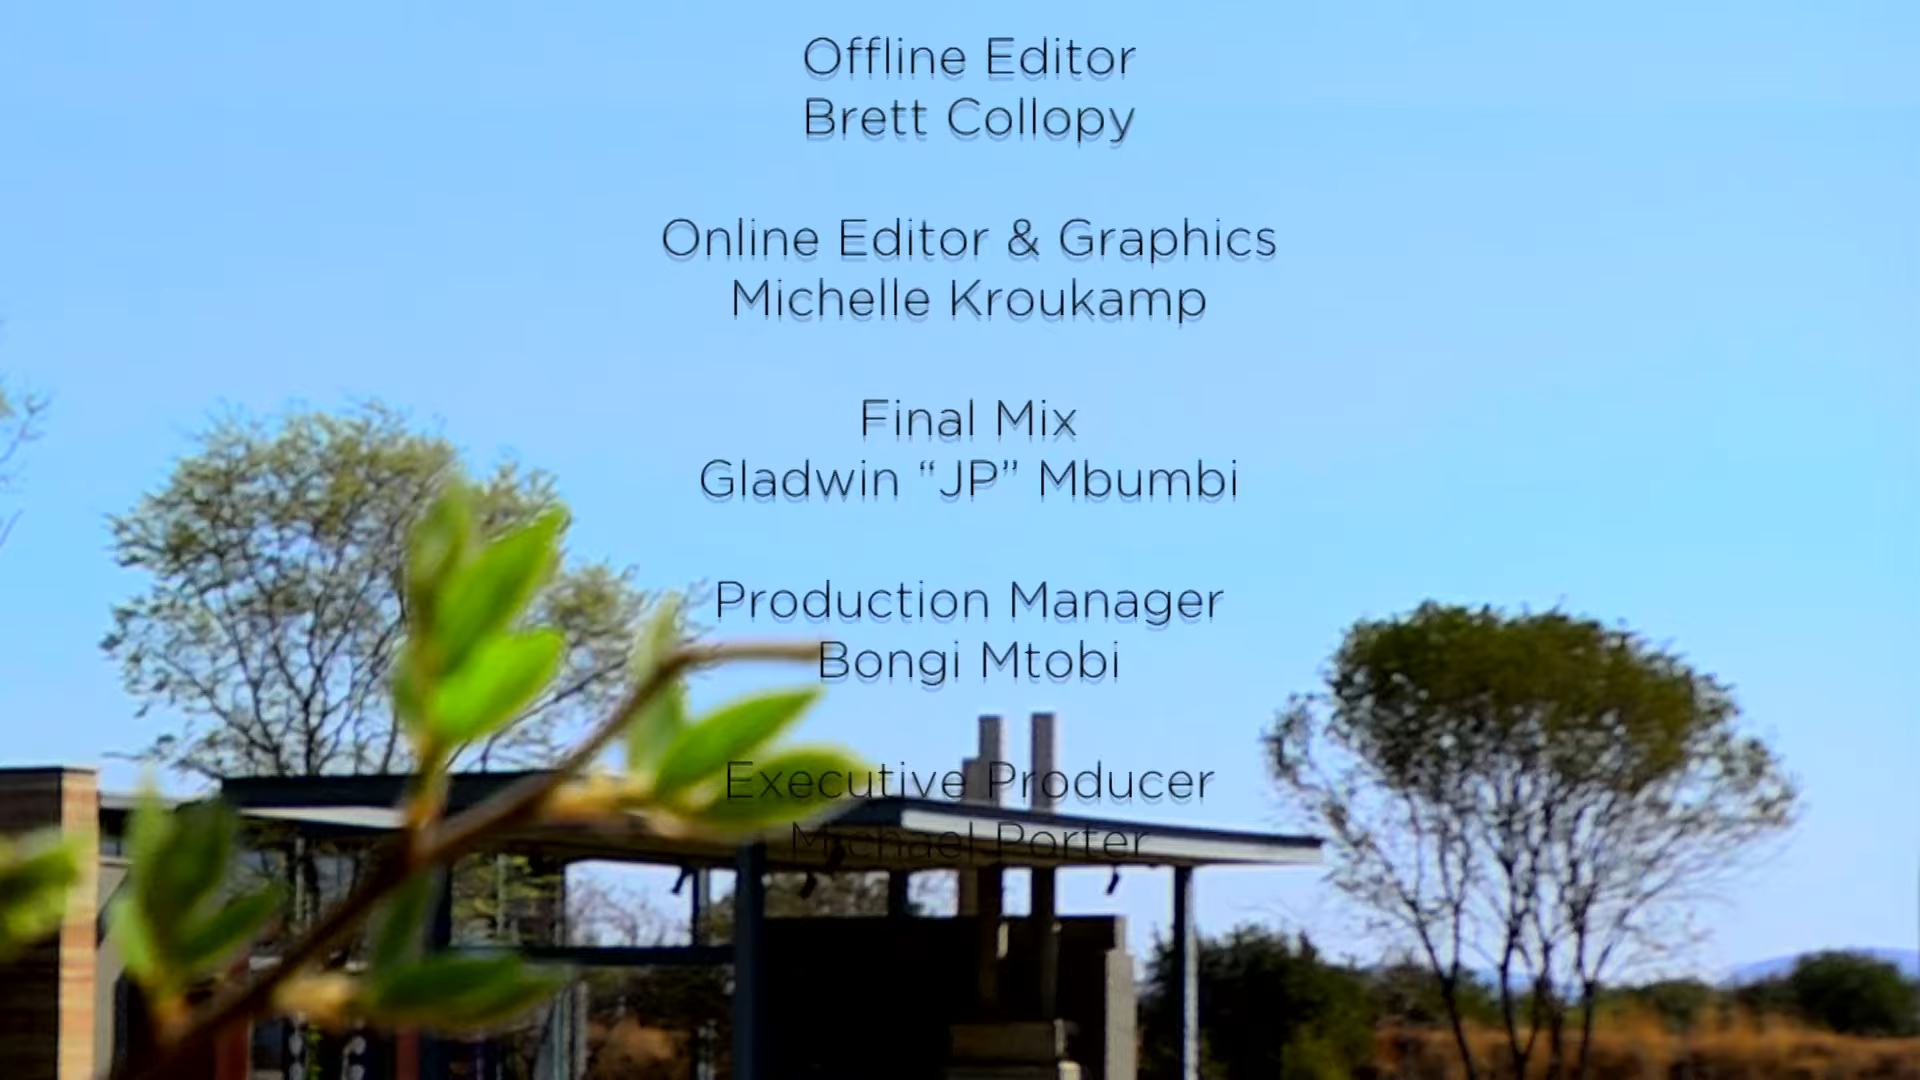 Offline Editor
Brett Collopy
Online Editor & Graphics
Michelle Kroukamp
Final Mix
Gladwin “JP” Mbumbi
Production Manager
Bongi Mtobi
Executive Producer
Michael Porter